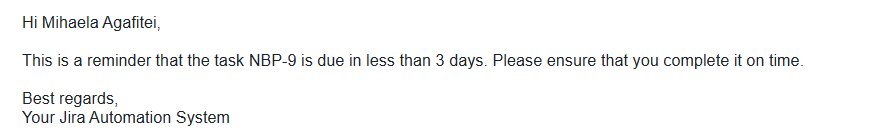 Hi Mihaela Agafitei,
This is a reminder that the task NBP-9 is due in less than 3 days. Please ensure that you complete it on time.
Best regards,
Your Jira Automation System